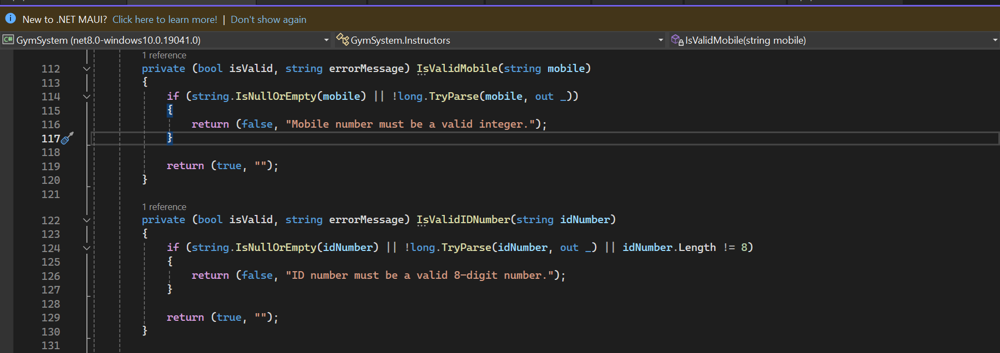 New to .NET MAUI? Click here to learn more! | Don't show again
C# GymSystem (net8.0-windows10.0.19041.0) GymSystem.Instructors IsValidMobile(string mobile)
1 reference
112 private (bool isValid, string errorMessage) IsValidMobile(string mobile)
113 {
114 if (string.IsNullOrEmpty(mobile) || !long.TryParse(mobile, out _))
115 {
116 return (false, "Mobile number must be a valid integer.");
117 }
118
119 return (true, "");
120 }
121
1 reference
122 private (bool isValid, string errorMessage) IsValidIDNumber(string idNumber)
123 {
124 if (string.IsNullOrEmpty(idNumber) || !long.TryParse(idNumber, out _) || idNumber.Length != 8)
125 {
126 return (false, "ID number must be a valid 8-digit number.");
127 }
128
129 return (true, "");
130 }
131